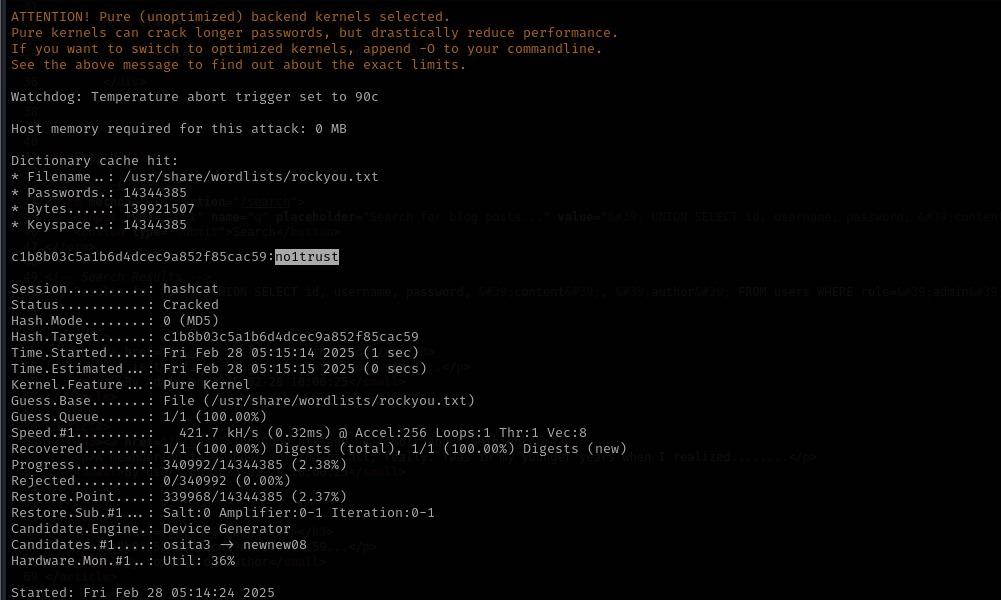 ATTENTION! Pure (unoptimized) backend kernels selected.
Pure kernels can crack longer passwords, but drastically reduce performance.
If you want to switch to optimized kernels, append -O to your commandline.
See the above message to find out about the exact limits.
Watchdog: Temperature abort trigger set to 90c
Host memory required for this attack: 0 MB
Dictionary cache hit:
* Filename..: /usr/share/wordlists/rockyou.txt
* Passwords.: 14344385
* Bytes.....: 139921507
* Keyspace..: 14344385
c1b8b03c5a1b6d4dcec9a852f85cac59:no1trust
Session..........: hashcat
Status...........: Cracked
Hash.Mode........: 0 (MD5)
Hash.Target......: c1b8b03c5a1b6d4dcec9a852f85cac59
Time.Started.....: Fri Feb 28 05:15:14 2025 (1 sec)
Time.Estimated...: Fri Feb 28 05:15:15 2025 (0 secs)
Kernel.Feature...: Pure Kernel
Guess.Base.......: File (/usr/share/wordlists/rockyou.txt)
Guess.Queue......: 1/1 (100.00%)
Speed.#1.........:   421.7 kH/s (0.32ms) @ Accel:256 Loops:1 Thr:1 Vec:8
Recovered........: 1/1 (100.00%) Digests (total), 1/1 (100.00%) Digests (new)
Progress.........: 340992/14344385 (2.38%)
Rejected.........: 0/340992 (0.00%)
Restore.Point....: 339968/14344385 (2.37%)
Restore.Sub.#1...: Salt:0 Amplifier:0-1 Iteration:0-1
Candidate.Engine.: Device Generator
Candidates.#1....: osita3 -> newnew08
Hardware.Mon.#1..: Util: 36%
Started: Fri Feb 28 05:14:24 2025